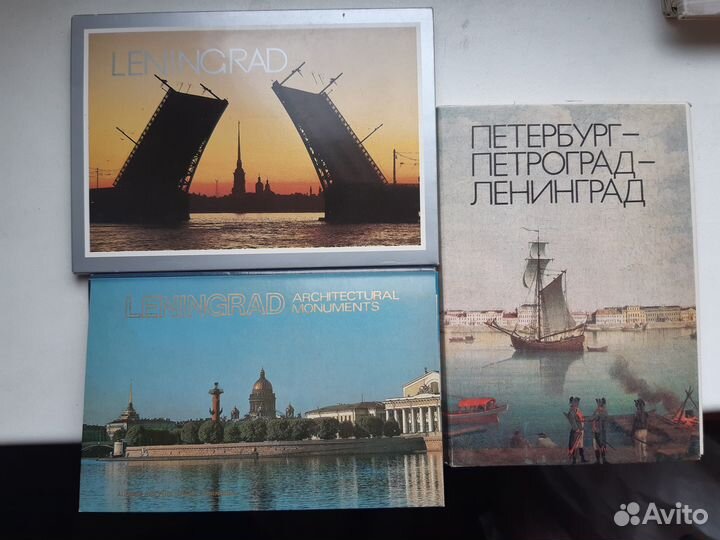 LENINGRAD
ПЕТЕРБУРГ–
ПЕТРОГРАД–
ЛЕНИНГРАД
LENINGRAD ARCHITECTURAL
MONUMENTS
Avito